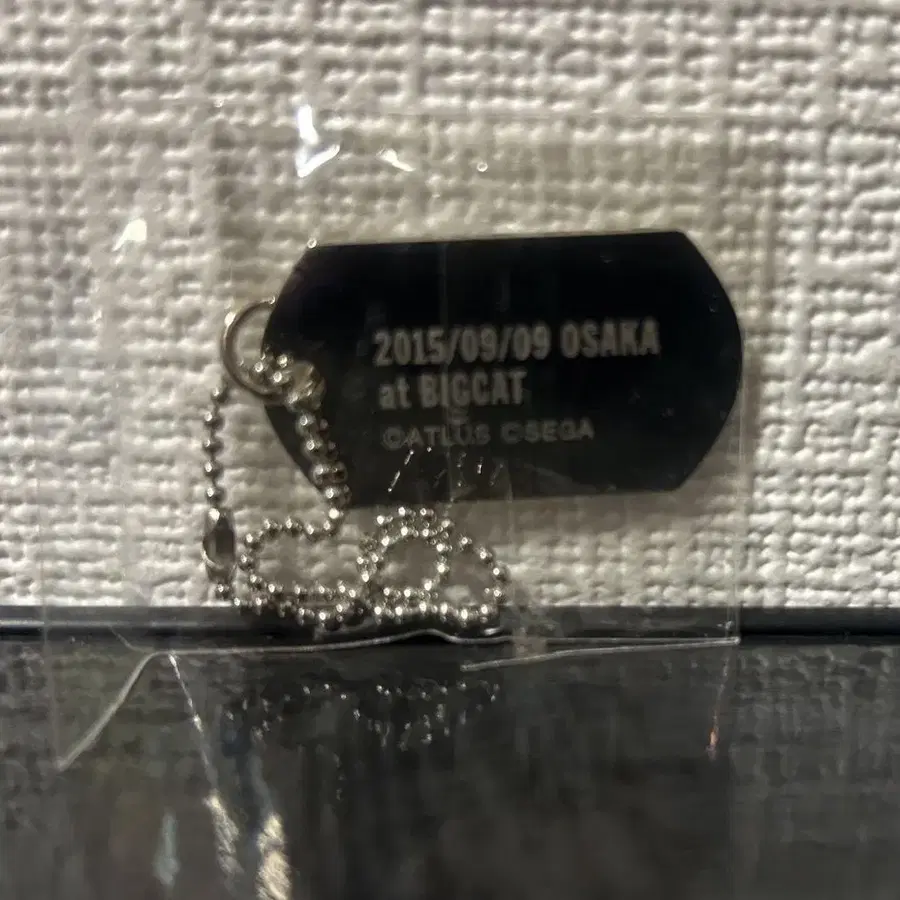 2015/09/09 OSAKA
at BIGCAT
©ATLUS ©SEGA